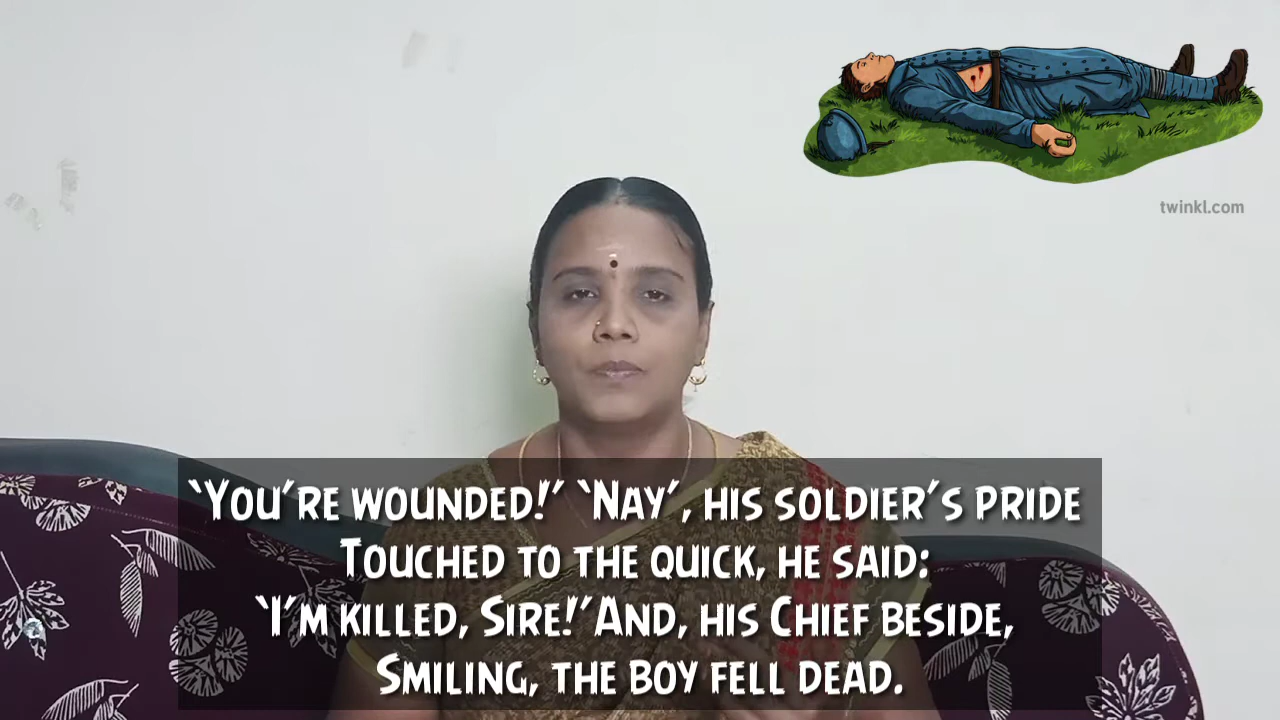 twinkl.com
‘You’re wounded!’ ‘Nay’, his soldier’s pride
Touched to the quick, he said:
‘I’m killed, Sire!’And, his Chief beside,
Smiling, the boy fell dead.